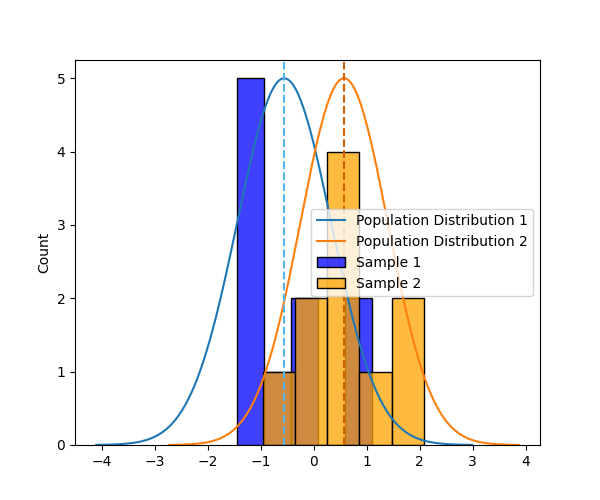 5
4
3
2
1
0
Count
Population Distribution 1
Population Distribution 2
Sample 1
Sample 2
−4 −3 −2 −1 0 1 2 3 4